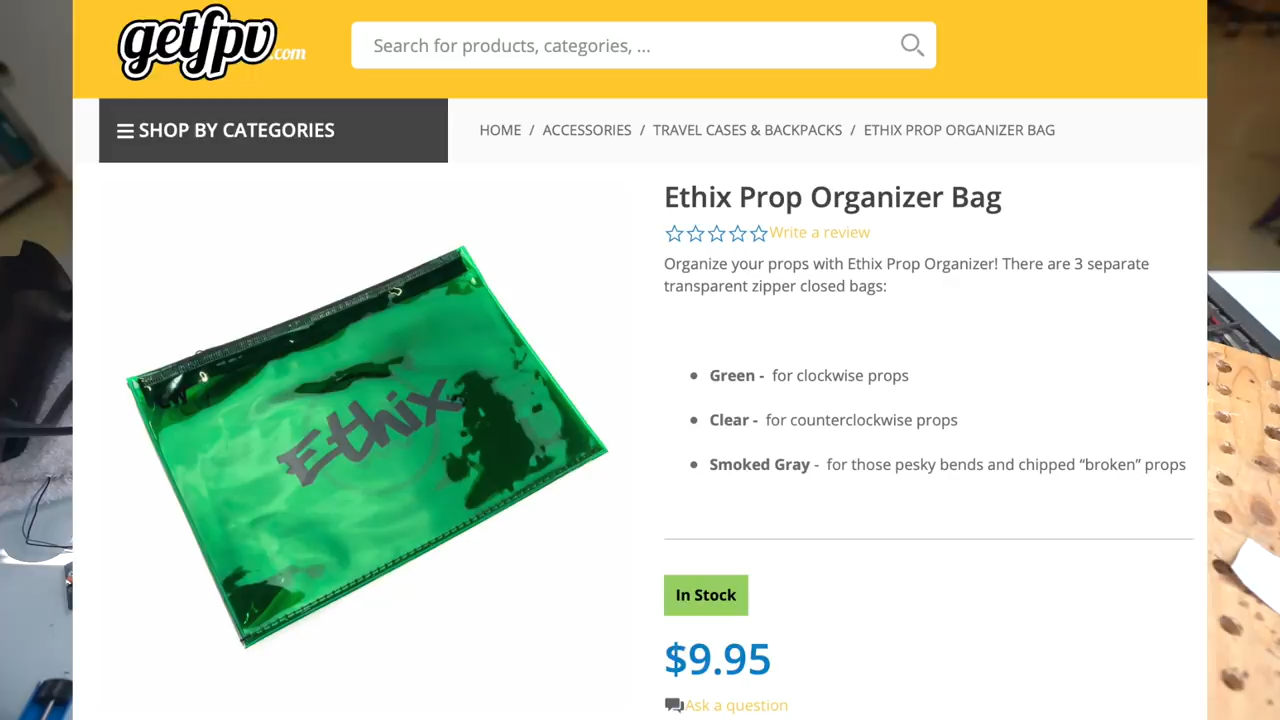 getfpv.com
Search for products, categories, ...
SHOP BY CATEGORIES
HOME / ACCESSORIES / TRAVEL CASES & BACKPACKS / ETHIX PROP ORGANIZER BAG
Ethix Prop Organizer Bag
Write a review
Organize your props with Ethix Prop Organizer! There are 3 separate
transparent zipper closed bags:
Green - for clockwise props
Clear - for counterclockwise props
Smoked Gray - for those pesky bends and chipped “broken” props
Ethix
In Stock
$9.95
Ask a question